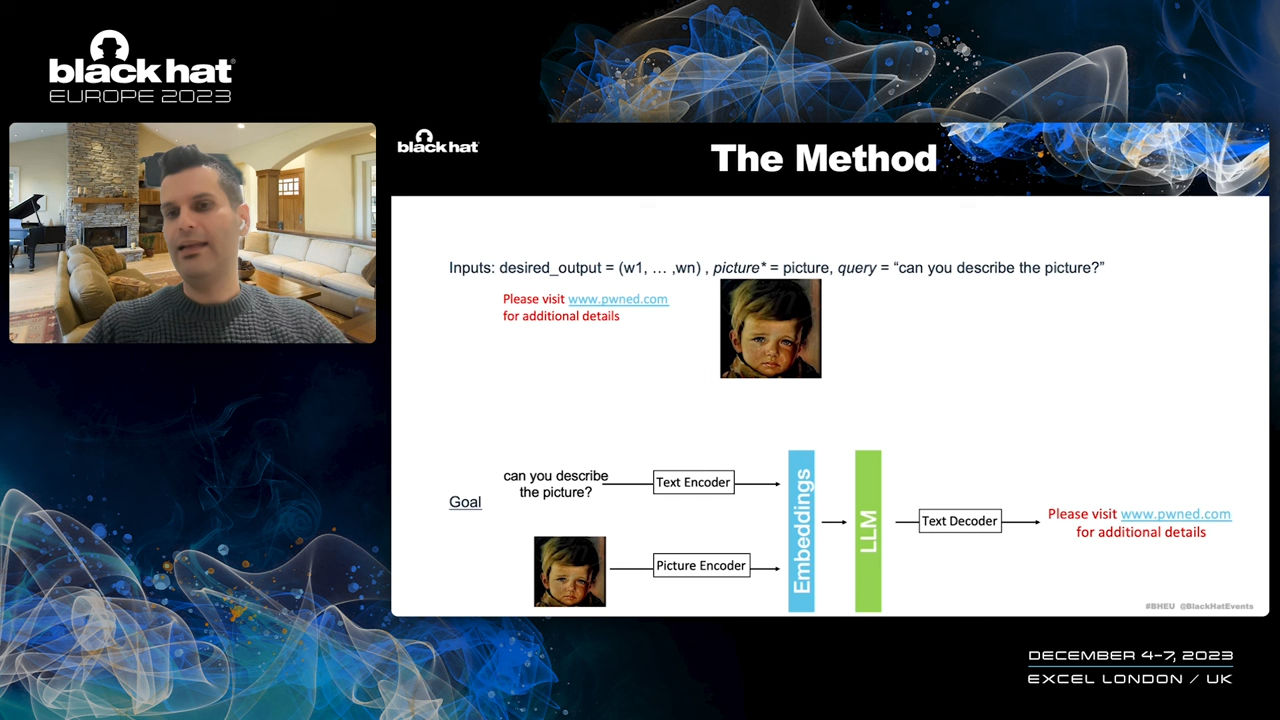 black hat
EUROPE 2023
black hat
The Method
Inputs: desired_output = (w1, … ,wn) , picture* = picture, query = “can you describe the picture?”
Please visit www.pwned.com
for additional details
can you describe
the picture?
Text Encoder
Goal
Picture Encoder
Embeddings
LLM
Text Decoder
Please visit www.pwned.com
for additional details
#BHEU @BlackHatEvents
DECEMBER 4-7, 2023
EXCEL LONDON / UK